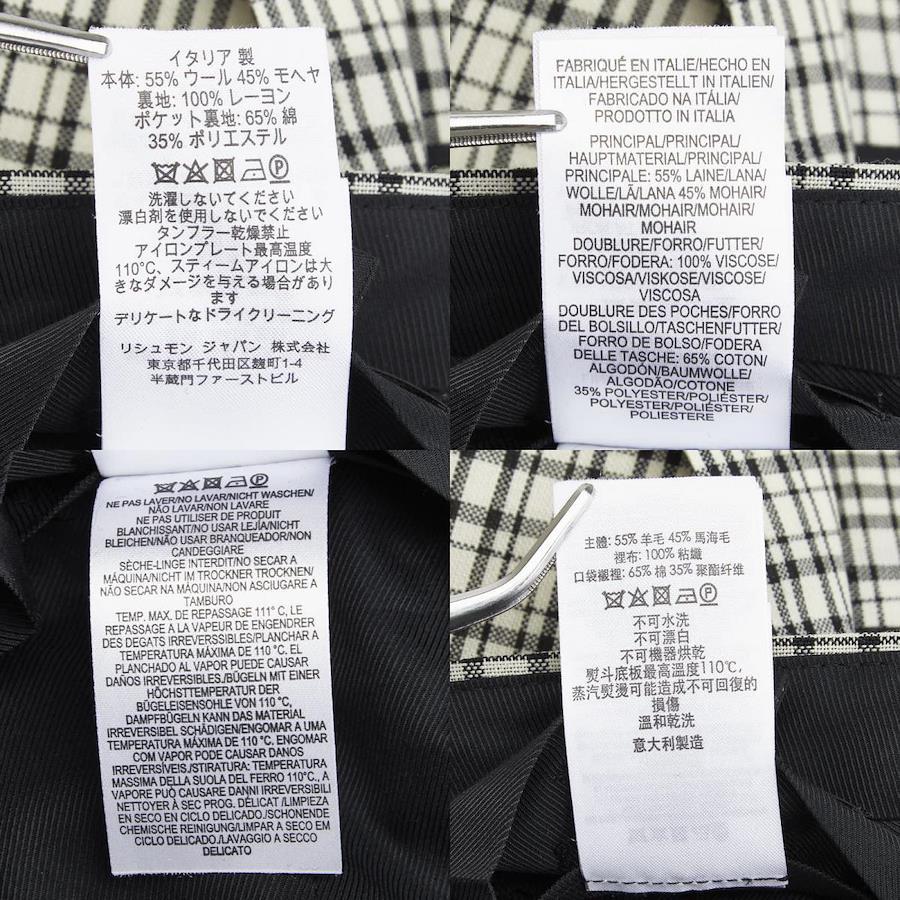 イタリア 製
本体: 55% ウール 45% モヘヤ
裏地: 100% レーヨン
ポケット裏地: 65% 綿
35% ポリエステル
洗濯しないでください
漂白剤を使用しないでください
タンブラー乾燥禁止
アイロンプレート最高温度
110°C、スティームアイロンは大
きなダメージを与える場合があり
ます
デリケートなドライクリーニング
リシュモン ジャパン 株式会社
東京都千代田区麹町1-4
半蔵門ファーストビル
FABRIQUÉ EN ITALIE/HECHO EN
ITALIA/HERGESTELLT IN ITALIEN/
FABRICADO NA ITÁLIA/
PRODOTTO IN ITALIA
PRINCIPAL/PRINCIPAL/
HAUPTMATERIAL/PRINCIPAL/
PRINCIPALE: 55% LAINE/LANA/
WOLLE/LÃ/LANA 45% MOHAIR/
MOHAIR/MOHAIR/MOHAIR/
MOHAIR
DOUBLURE/FORRO/FUTTER/
FORRO/FODERA: 100% VISCOSE/
VISCOSA/VISKOSE/VISCOSE/
VISCOSA
DOUBLURE DES POCHES/FORRO
DEL BOLSILLO/TASCHENFUTTER/
FORRO DE BOLSO/FODERA
DELLE TASCHE: 65% COTON/
ALGODÓN/BAUMWOLLE/
ALGODÃO/COTONE
35% POLYESTER/POLIÉSTER/
POLYESTER/POLIÉSTER/
POLIESTERE
NE PAS LAVER/NO LAVAR/NICHT WASCHEN/
NÃO LAVAR/NON LAVARE
NE PAS UTILISER DE PRODUIT
BLANCHISSANT/NO USAR LEJÍA/NICHT
BLEICHEN/NÃO USAR BRANQUEADOR/NON
CANDEGGIARE
SÈCHE-LINGE INTERDIT/NO SECAR A
MÁQUINA/NICHT IM TROCKNER TROCKNEN/
NÃO SECAR NA MÁQUINA/NON ASCIUGARE A
TAMBURO
TEMP. MAX. DE REPASSAGE 111° C, LE
REPASSAGE A LA VAPEUR DE ENGENDRER
DES DEGATS IRREVERSSIBLES/PLANCHAR A
TEMPERATURA MÁXIMA DE 110 °C. EL
PLANCHADO AL VAPOR PUEDE CAUSAR
DAÑOS IRREVERSIBLES/BÜGELN MIT EINER
HÖCHSTTEMPERATUR DER
BÜGELEISENSOHLE VON 110 °C,
DAMPFBÜGELN KANN DAS MATERIAL
IRREVERSIBEL SCHÄDIGEN/ENGOMAR A UMA
TEMPERATURA MÁXIMA DE 110 °C. ENGOMAR
COM VAPOR PODE CAUSAR DANOS
IRREVERSÍVEIS./STIRATURA: TEMPERATURA
MASSIMA DELLA SUOLA DEL FERRO 110°C., A
VAPORE PUÒ CAUSARE DANNI IRREVERSIBILI
NETTOYER À SEC PROG. DÉLICAT /LIMPIEZA
EN SECO EN CICLO DELICADO./SCHONENDE
CHEMISCHE REINIGUNG/LIMPAR A SECO EM
CICLO DELICADO./LAVAGGIO A SECCO
DELICATO
主體: 55% 羊毛 45% 馬海毛
裡布: 100% 粘織
口袋襯裡: 65% 棉 35% 聚酯纤维
不可水洗
不可漂白
不可機器烘乾
熨斗底板最高溫度110°C,
蒸汽熨燙可能造成不可回復的
損傷
溫和乾洗
意大利製造